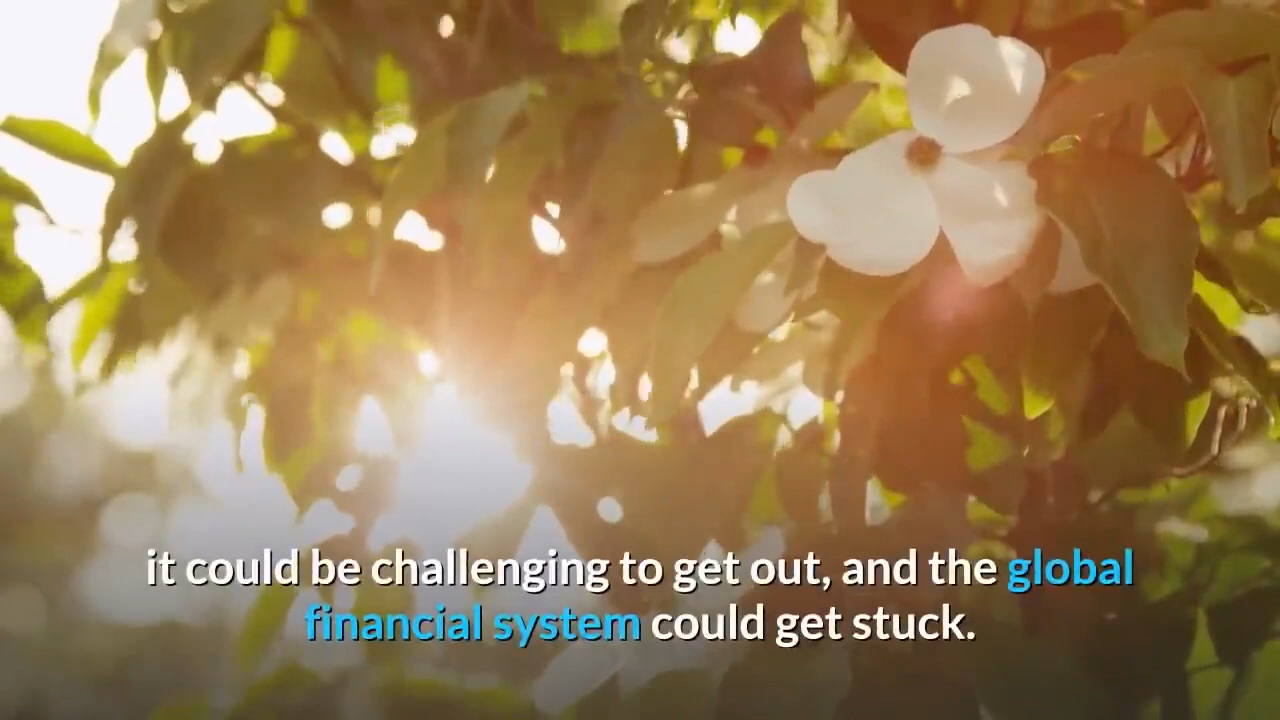 it could be challenging to get out, and the global
financial system could get stuck.